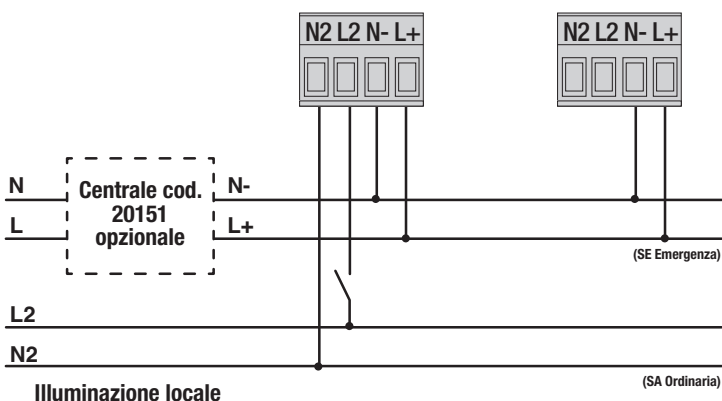 N2 L2 N- L+
N2 L2 N- L+
N
Centrale cod.
20151
opzionale
N-
L
L+
(SE Emergenza)
L2
N2
(SA Ordinaria)
Illuminazione locale